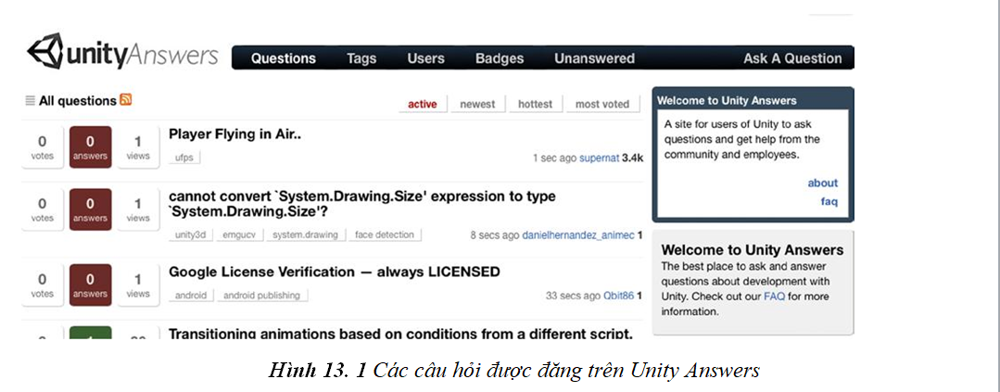 unityAnswers
Questions Tags Users Badges Unanswered Ask A Question
All questions
active newest hottest most voted
0 votes 0 answers 1 views
Player Flying in Air..
ufps
1 sec ago supernat 3.4k
0 votes 0 answers 1 views
cannot convert `System.Drawing.Size' expression to type
`System.Drawing.Size'?
unity3d emgucv system.drawing face detection
8 secs ago danielhernandez_animec 1
0 votes 0 answers 1 views
Google License Verification — always LICENSED
android android publishing
33 secs ago Qbit86 1
Transitioning animations based on conditions from a different script.
Welcome to Unity Answers
A site for users of Unity to ask
questions and get help from the
community and employees.
about
faq
Welcome to Unity Answers
The best place to ask and answer
questions about development with
Unity. Check out our FAQ for more
information.
Hình 13. 1 Các câu hỏi được đăng trên Unity Answers